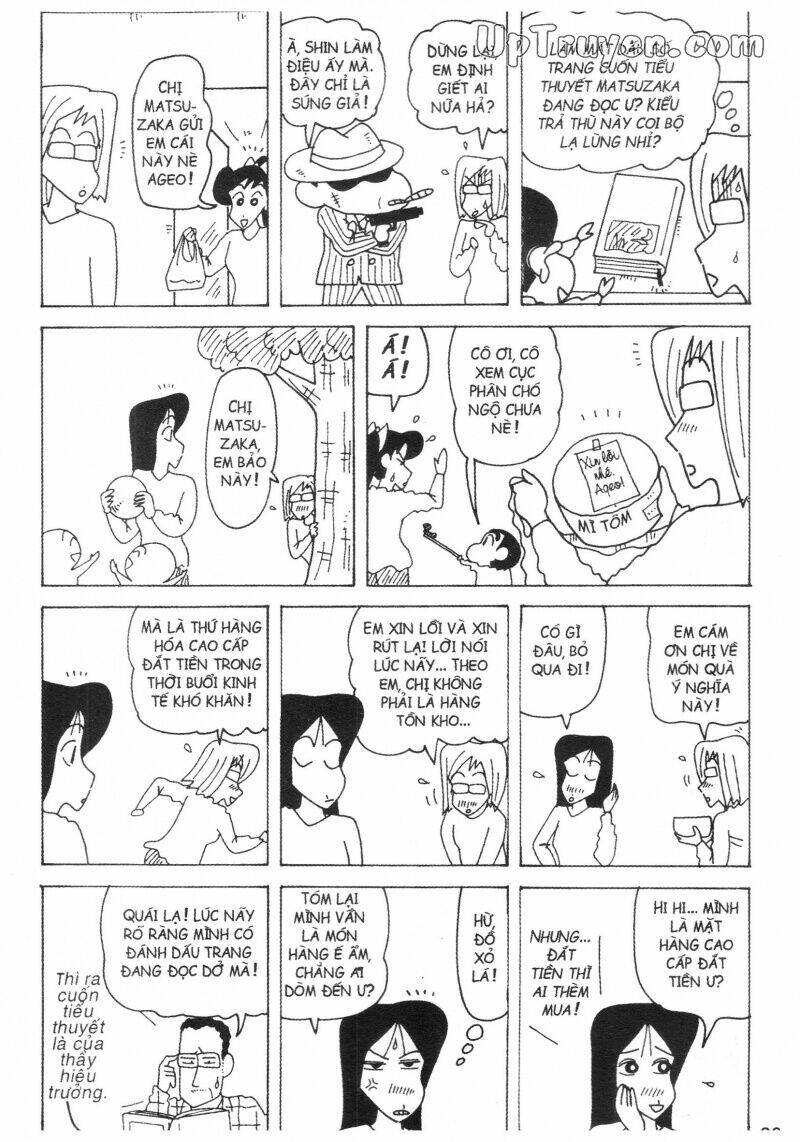 UpTruyen.com
LÀM MẤT DẤU SỐ
TRANG CUỐN TIỂU
THUYẾT MATSUZAKA
ĐANG ĐỌC Ư? KIỂU
TRẢ THÙ NÀY COI BỘ
LẠ LÙNG NHỈ?
DỪNG LẠI,
EM ĐỊNH
GIẾT AI
NỮA HẢ?
À, SHIN LÀM
ĐIỆU ẤY MÀ.
ĐÂY CHỈ LÀ
SÚNG GIẢ!
CHỊ
MATSU-
ZAKA GỬI
EM CÁI
NÀY NÈ
AGEO!
Xin lỗi
nhé,
Ageo!
MÌ TÔM
CÔ ƠI, CÔ
XEM CỤC
PHÂN CHÓ
NGỘ CHƯA
NÈ!
Á!
Á!
CHỊ
MATSU-
ZAKA,
EM BẢO
NÀY!
EM CÁM
ƠN CHỊ VỀ
MÓN QUÀ
Ý NGHĨA
NÀY!
CÓ GÌ
ĐÂU, BỎ
QUA ĐI!
EM XIN LỖI VÀ XIN
RÚT LẠI LỜI NÓI
LÚC NÃY... THEO
EM, CHỊ KHÔNG
PHẢI LÀ HÀNG
TỒN KHO...
MÀ LÀ THỨ HÀNG
HÓA CAO CẤP
ĐẮT TIỀN TRONG
THỜI BUỔI KINH
TẾ KHÓ KHĂN!
HI HI... MÌNH
LÀ MẶT
HÀNG CAO
CẤP ĐẮT
TIỀN Ư?
NHƯNG...
ĐẮT
TIỀN THÌ
AI THÈM
MUA!
HỪ,
ĐỒ
XỎ
LÁ!
TÓM LẠI
MÌNH VẪN
LÀ MÓN
HÀNG Ế ẨM,
CHẲNG AI
DÒM ĐẾN Ư?
QUÁI LẠ! LÚC NÃY
RÕ RÀNG MÌNH CÓ
ĐÁNH DẤU TRANG
ĐANG ĐỌC DỞ MÀ!
Thì ra
cuốn
tiểu
thuyết
là của
thầy
hiệu
trưởng.